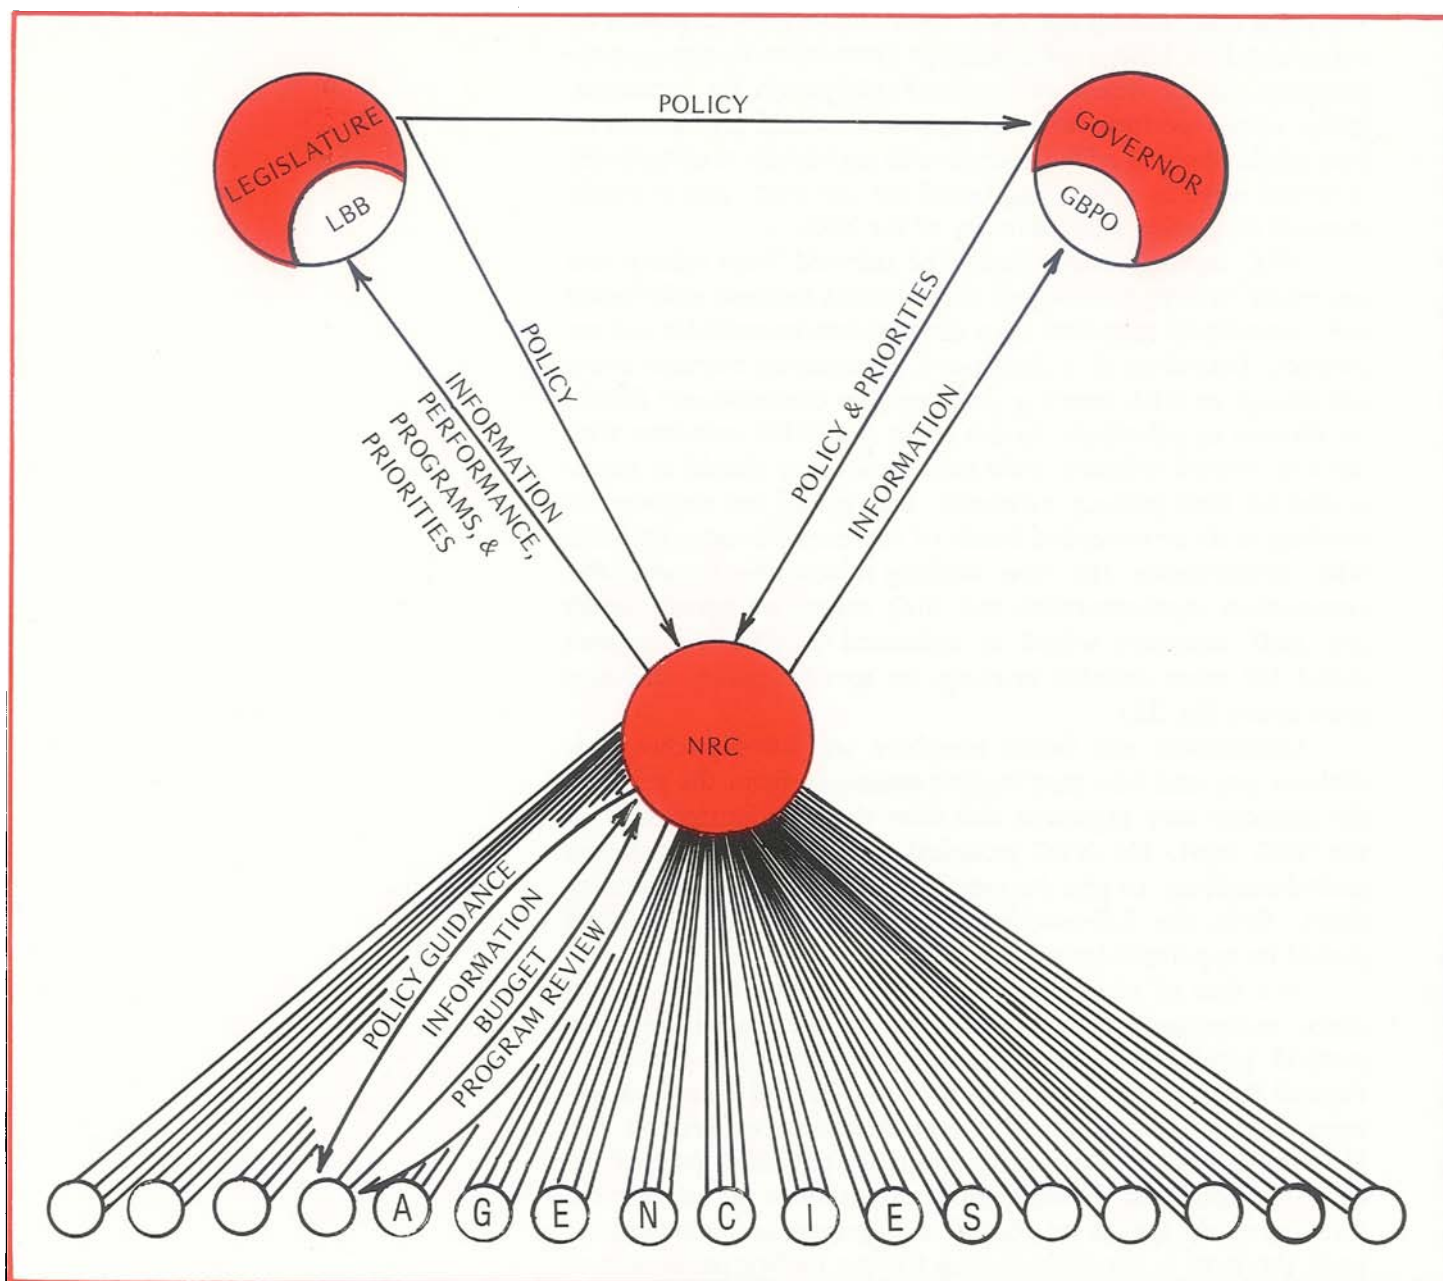 POLICY
LEGISLATURE
LBB
GOVERNOR
GBPO
POLICY
INFORMATION
PERFORMANCE,
PROGRAMS, &
PRIORITIES
POLICY & PRIORITIES
INFORMATION
NRC
POLICY GUIDANCE
INFORMATION
BUDGET
PROGRAM REVIEW
A G E N C I E S